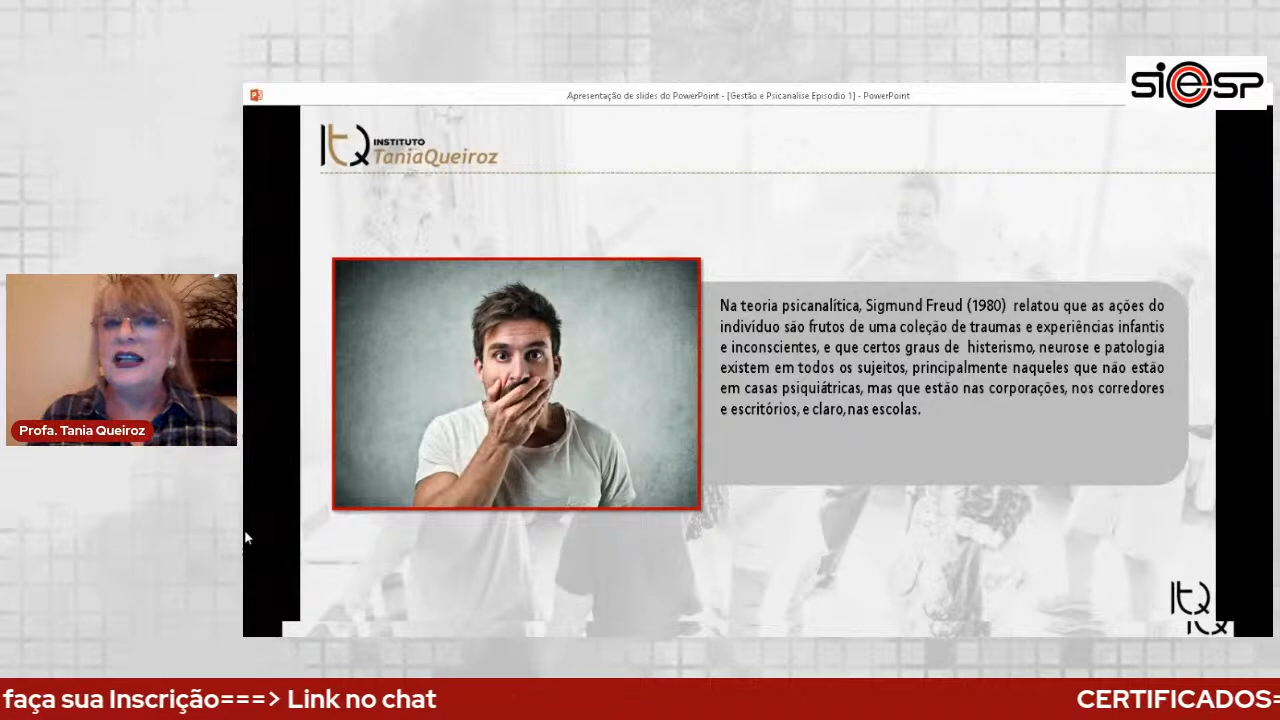 SIESP
Apresentação de slides do PowerPoint - [Gestão e Psicanalise Episodio 1] - PowerPoint
ITQ INSTITUTO
TaniaQueiroz
Na teoria psicanalítica, Sigmund Freud (1980) relatou que as ações do
indivíduo são frutos de uma coleção de traumas e experiências infantis
e inconscientes, e que certos graus de histerismo, neurose e patologia
existem em todos os sujeitos, principalmente naqueles que não estão
em casas psiquiátricas, mas que estão nas corporações, nos corredores
e escritórios, e claro, nas escolas.
Profa. Tania Queiroz
ITQ
ITQ
faça sua Inscrição===> Link no chat
CERTIFICADOS=